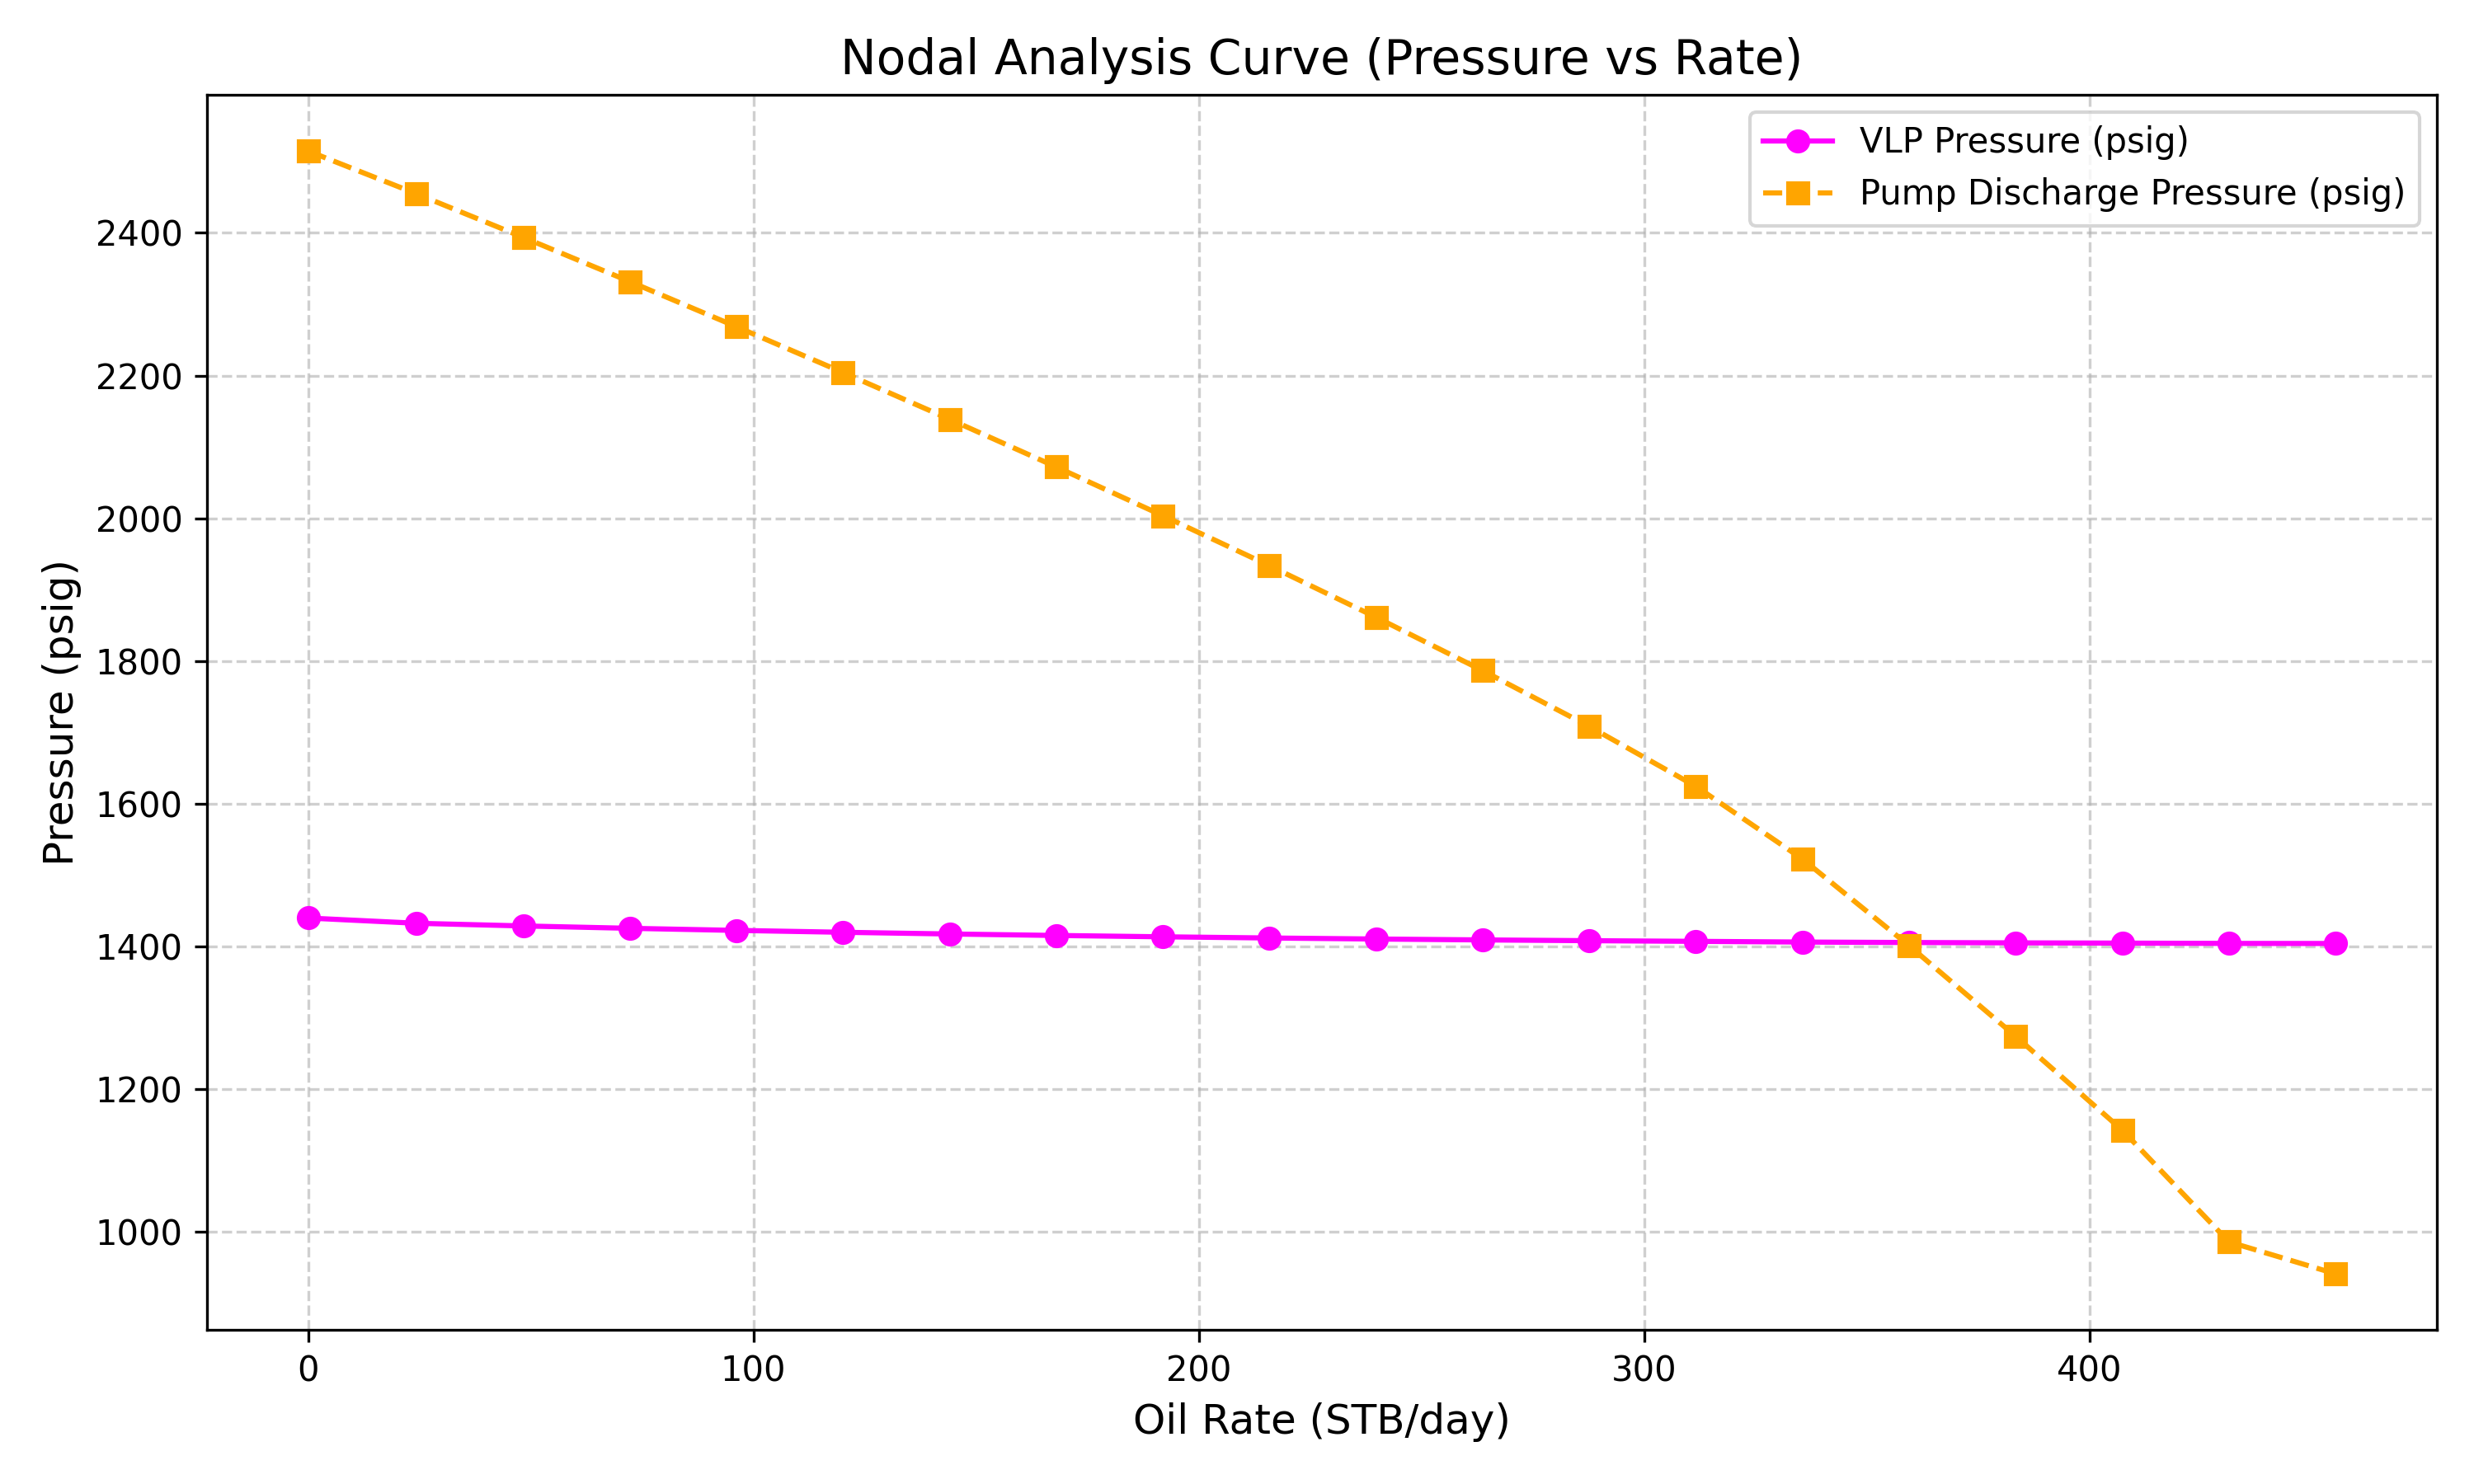 Nodal Analysis Curve (Pressure vs Rate)
VLP Pressure (psig)
Pump Discharge Pressure (psig)
Pressure (psig)
2400
2200
2000
1800
1600
1400
1200
1000
0 100 200 300 400
Oil Rate (STB/day)